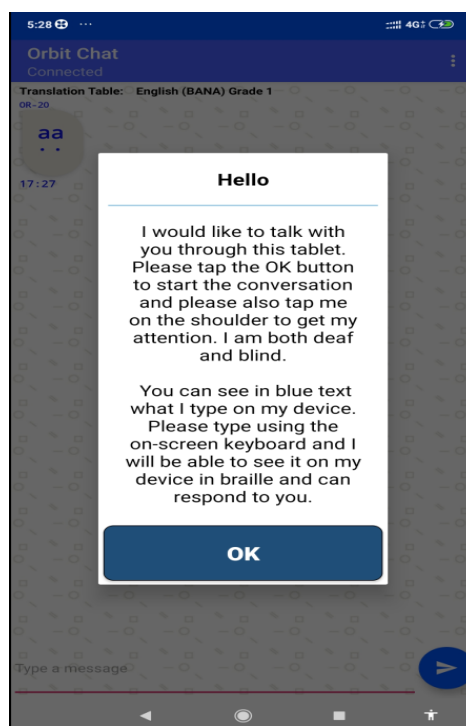 5:28 ···
4G
Orbit Chat
Connected
Translation Table: English (BANA) Grade 1
OR-20
aa
17:27
Hello
I would like to talk with
you through this tablet.
Please tap the OK button
to start the conversation
and please also tap me
on the shoulder to get my
attention. I am both deaf
and blind.
You can see in blue text
what I type on my device.
Please type using the
on-screen keyboard and I
will be able to see it on my
device in braille and can
respond to you.
OK
Type a message